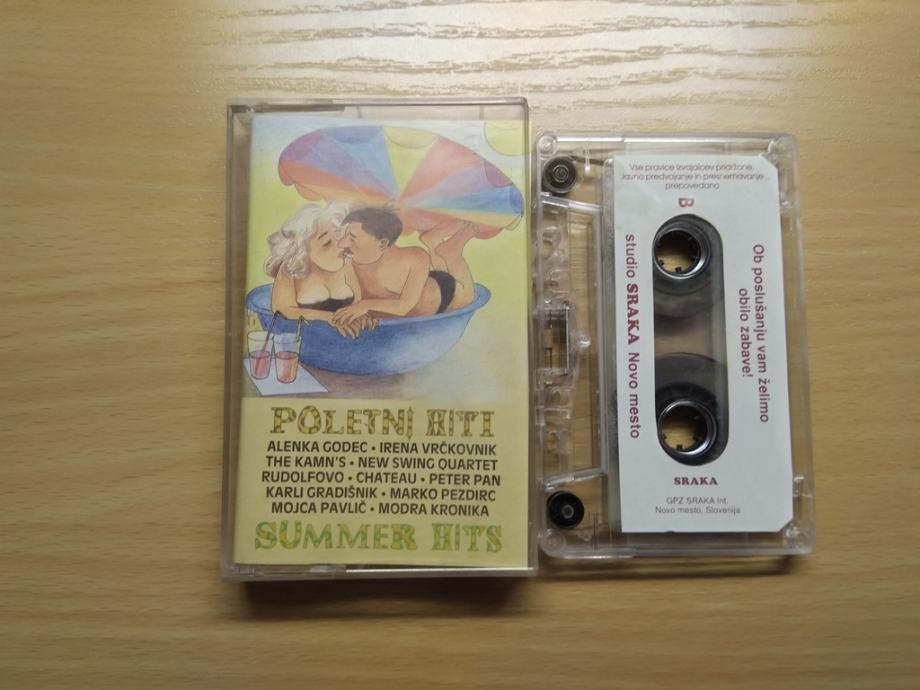 POLETNI HITI
ALENKA GODEC • IRENA VRČKOVNIK
THE KAMN'S • NEW SWING QUARTET
RUDOLFOVO • CHATEAU • PETER PAN
KARLI GRADIŠNIK • MARKO PEZDIRC
MOJCA PAVLIČ • MODRA KRONIKA
SUMMER HITS
Vse pravice izvajalcev pridržane.
Javno predvajanje in presnemavanje
prepovedano
B
studio SRAKA Novo mesto
Ob poslušanju vam želimo
obilo zabave!
SRAKA
GPZ SRAKA Int.
Novo mesto, Slovenija